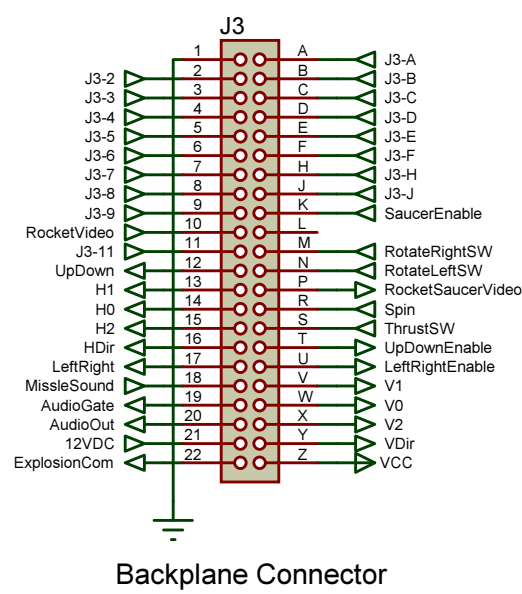 J3
1 A J3-A
J3-2 2 B J3-B
J3-3 3 C J3-C
J3-4 4 D J3-D
J3-5 5 E J3-E
J3-6 6 F J3-F
J3-7 7 H J3-H
J3-8 8 J J3-J
J3-9 9 K SaucerEnable
RocketVideo 10 L
J3-11 11 M RotateRightSW
UpDown 12 N RotateLeftSW
H1 13 P RocketSaucerVideo
H0 14 R Spin
H2 15 S ThrustSW
HDir 16 T UpDownEnable
LeftRight 17 U LeftRightEnable
MissleSound 18 V V1
AudioGate 19 W V0
AudioOut 20 X V2
12VDC 21 Y VDir
ExplosionCom 22 Z VCC
Backplane Connector